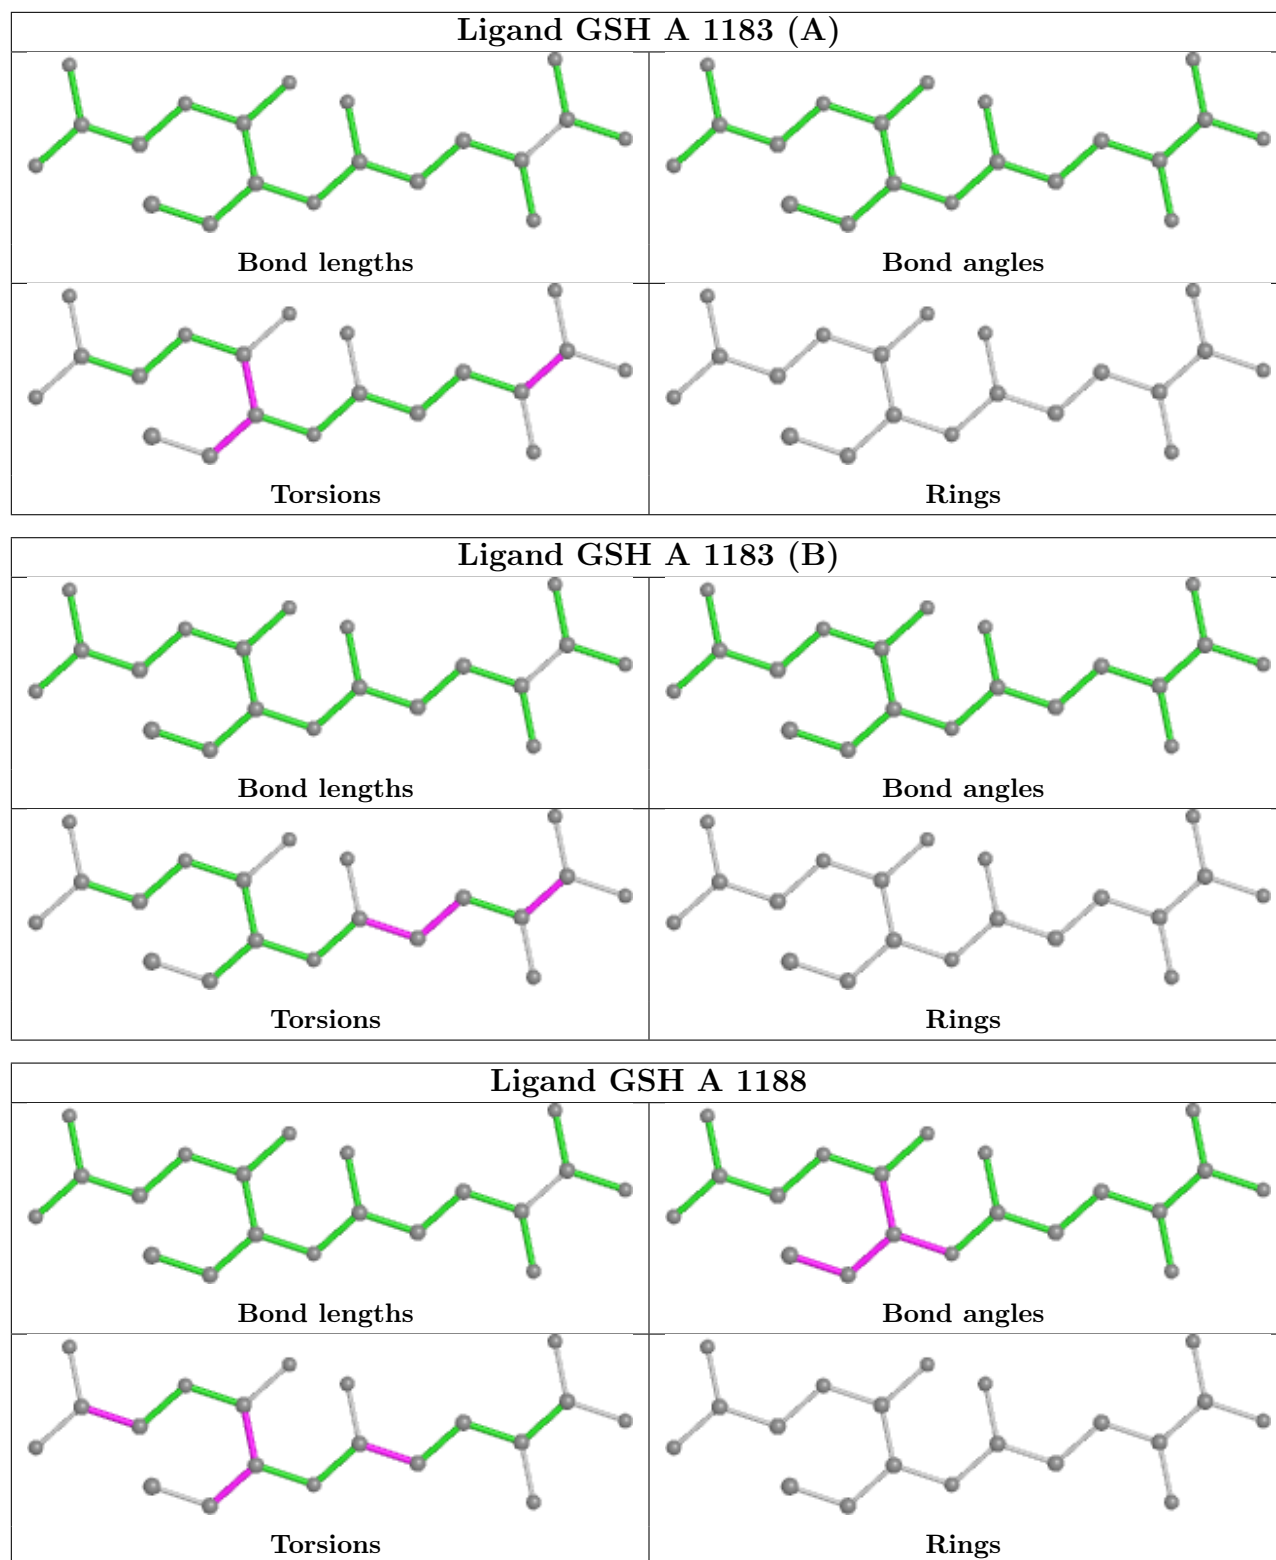 Ligand GSH A 1183 (A)
Bond lengths
Bond angles
Torsions
Rings
Ligand GSH A 1183 (B)
Bond lengths
Bond angles
Torsions
Rings
Ligand GSH A 1188
Bond lengths
Bond angles
Torsions
Rings